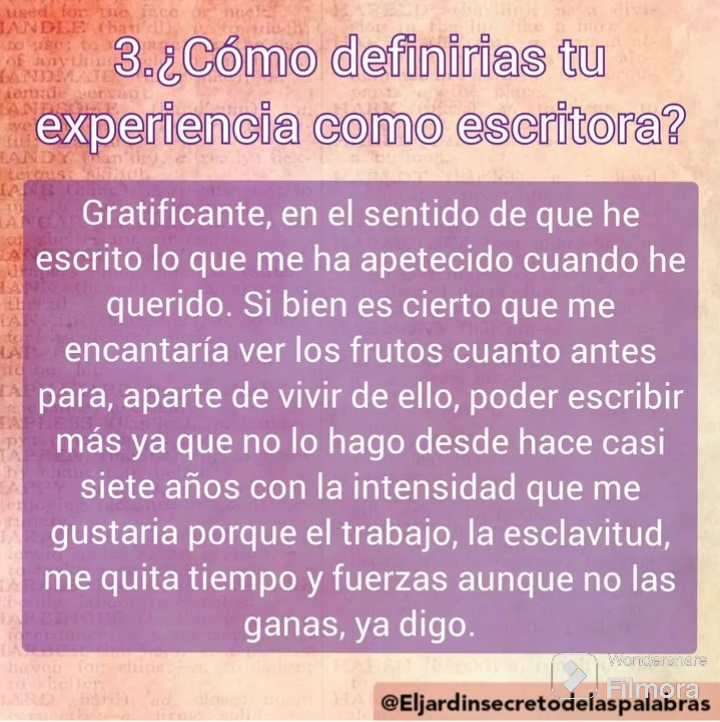 3.¿Cómo definirias tu
experiencia como escritora?
Gratificante, en el sentido de que he
escrito lo que me ha apetecido cuando he
querido. Si bien es cierto que me
encantaría ver los frutos cuanto antes
para, aparte de vivir de ello, poder escribir
más ya que no lo hago desde hace casi
siete años con la intensidad que me
gustaria porque el trabajo, la esclavitud,
me quita tiempo y fuerzas aunque no las
ganas, ya digo.
Wondershare
Filmora
@Eljardinsecretodelaspalabras